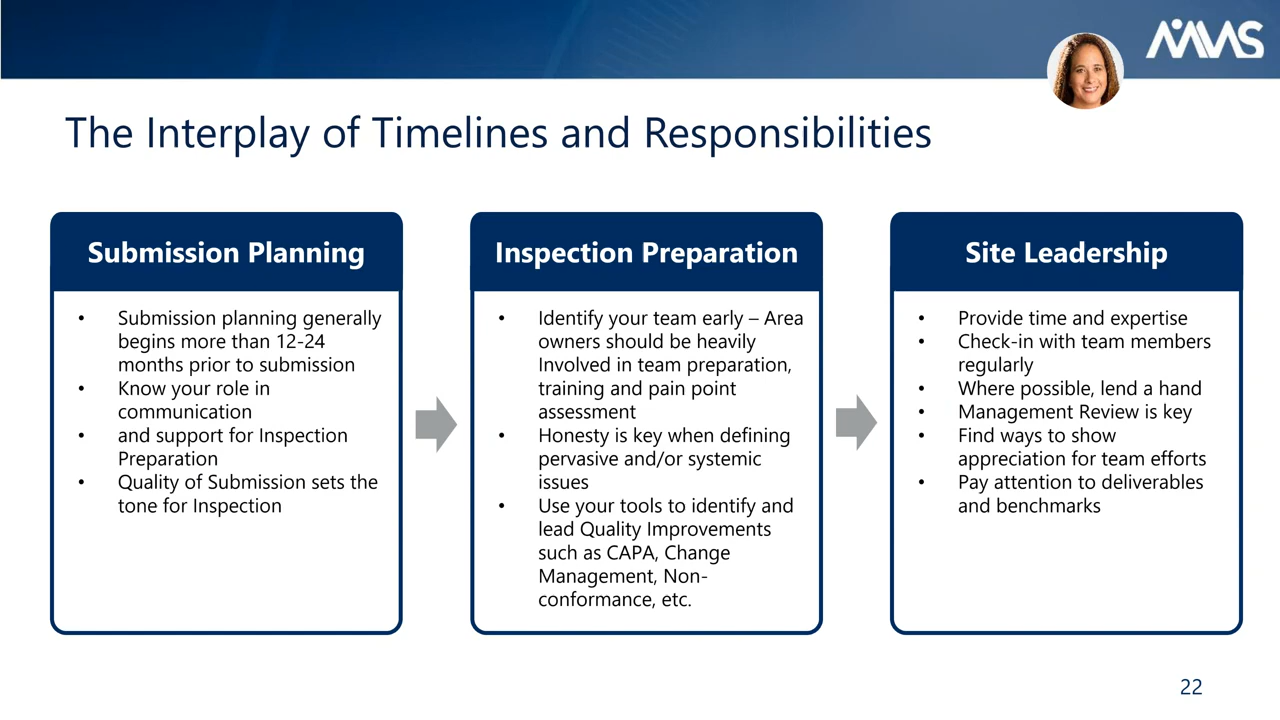 The Interplay of Timelines and Responsibilities
Submission Planning
• Submission planning generally
begins more than 12-24
months prior to submission
• Know your role in
communication
• and support for Inspection
Preparation
• Quality of Submission sets the
tone for Inspection
Inspection Preparation
• Identify your team early – Area
owners should be heavily
Involved in team preparation,
training and pain point
assessment
• Honesty is key when defining
pervasive and/or systemic
issues
• Use your tools to identify and
lead Quality Improvements
such as CAPA, Change
Management, Non-
conformance, etc.
Site Leadership
• Provide time and expertise
• Check-in with team members
regularly
• Where possible, lend a hand
• Management Review is key
• Find ways to show
appreciation for team efforts
• Pay attention to deliverables
and benchmarks
22